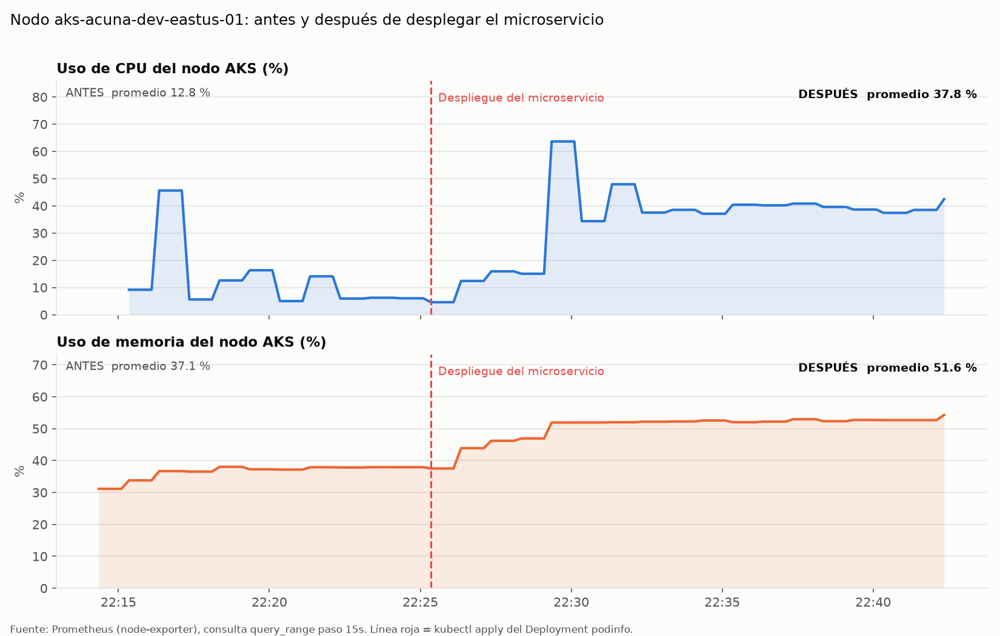 Nodo aks-acuna-dev-eastus-01: antes y después de desplegar el microservicio
Uso de CPU del nodo AKS (%)
ANTES  promedio 12.8 %
Despliegue del microservicio
DESPUÉS  promedio 37.8 %
80
70
60
50
40
30
20
10
0
%
Uso de memoria del nodo AKS (%)
ANTES  promedio 37.1 %
Despliegue del microservicio
DESPUÉS  promedio 51.6 %
70
60
50
40
30
20
10
0
%
22:15 22:20 22:25 22:30 22:35 22:40
Fuente: Prometheus (node-exporter), consulta query_range paso 15s. Línea roja = kubectl apply del Deployment podinfo.